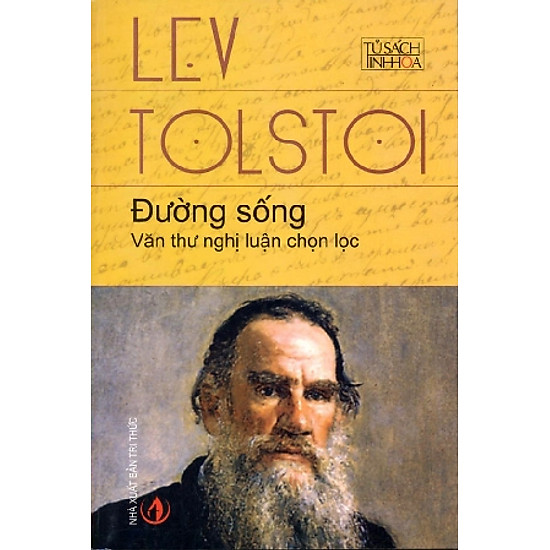 LEV
TỦ SÁCH
TINH HOA
TOLSTOI
Đường sống
Văn thư nghị luận chọn lọc
NHÀ XUẤT BẢN TRI THỨC